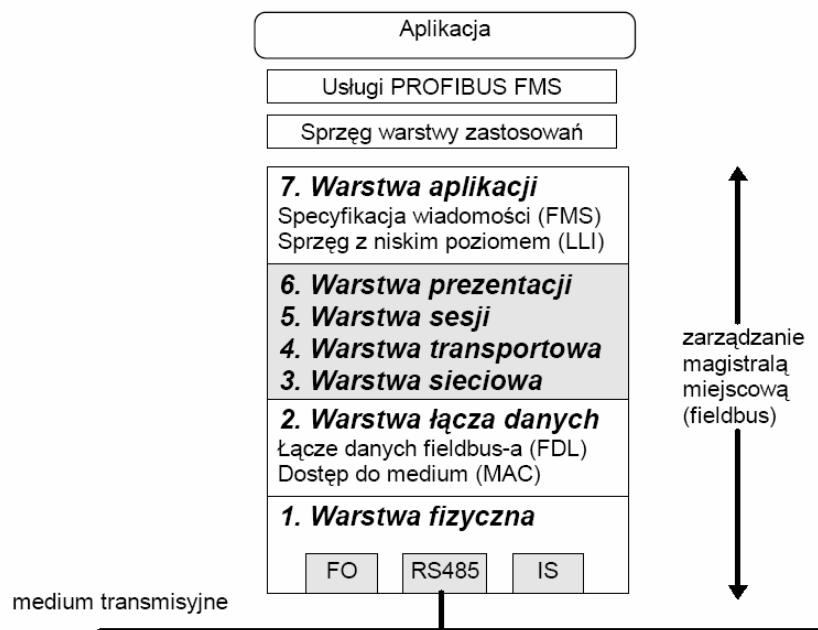 Aplikacja
Usługi PROFIBUS FMS
Sprzęg warstwy zastosowań
7. Warstwa aplikacji
Specyfikacja wiadomości (FMS)
Sprzęg z niskim poziomem (LLI)
6. Warstwa prezentacji
5. Warstwa sesji
4. Warstwa transportowa
3. Warstwa sieciowa
2. Warstwa łącza danych
Łącze danych fieldbus-a (FDL)
Dostęp do medium (MAC)
1. Warstwa fizyczna
FO RS485 IS
zarządzanie
magistralą
miejscową
(fieldbus)
medium transmisyjne